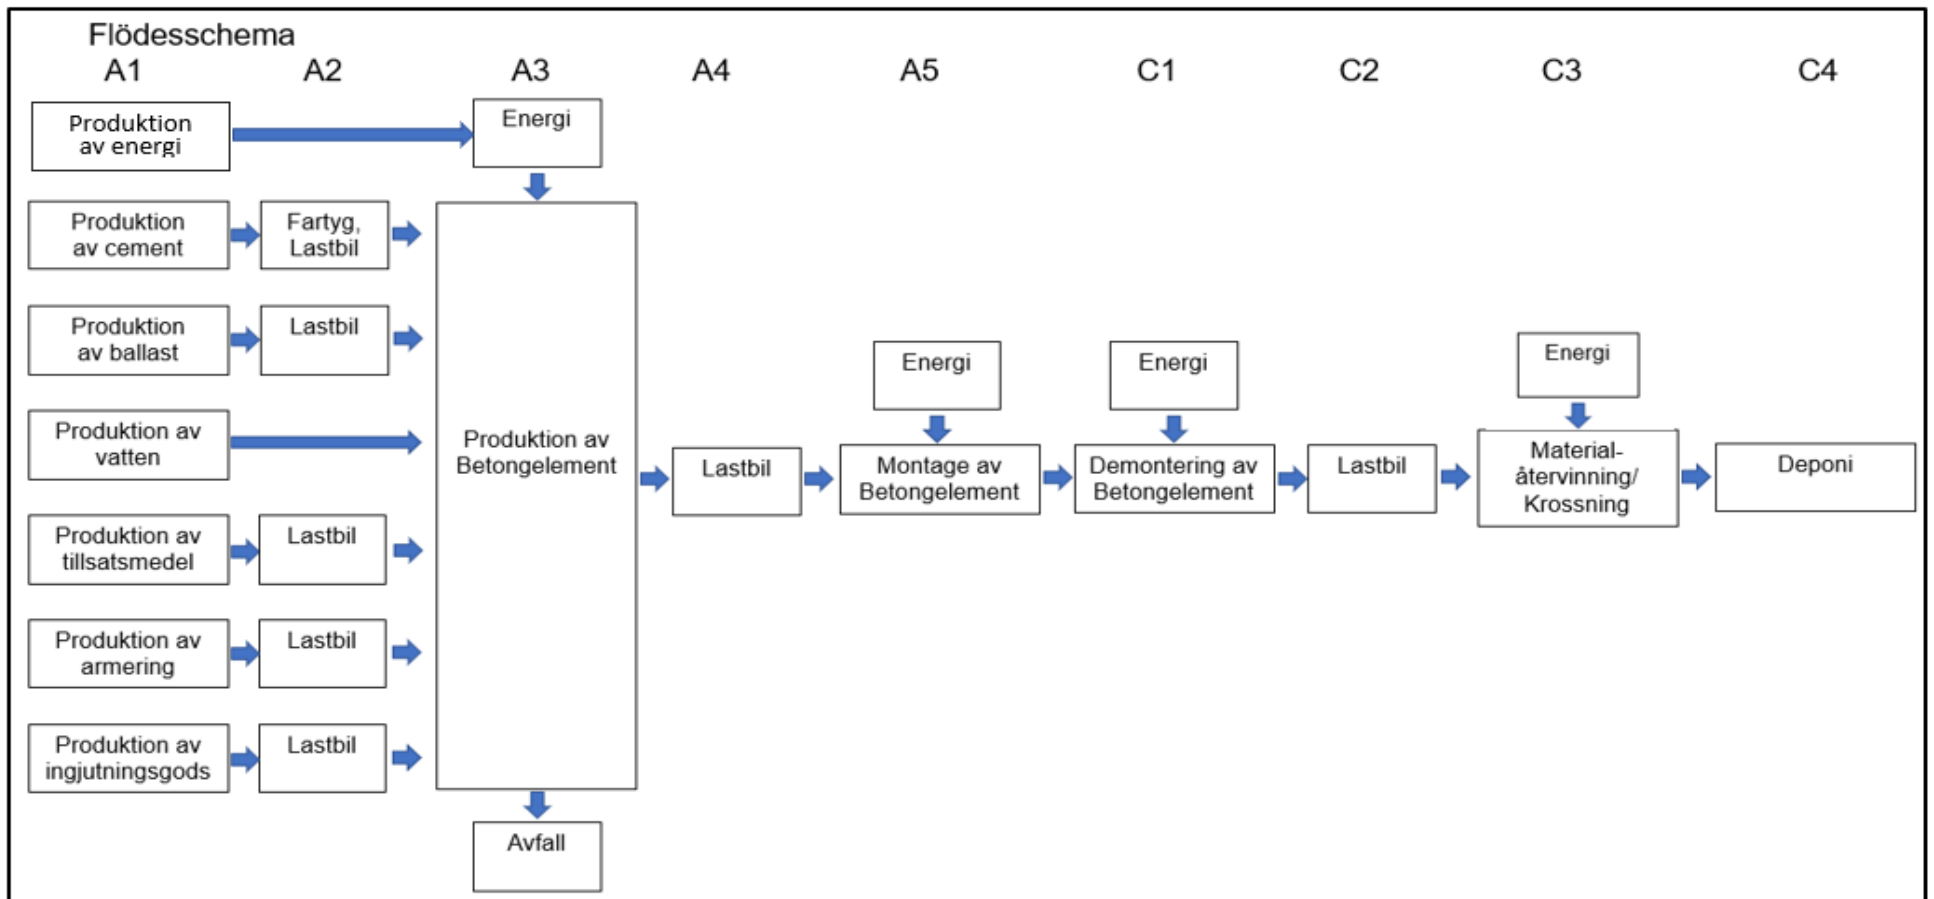 Flödesschema
A1 A2 A3 A4 A5 C1 C2 C3 C4
Produktion
av energi
Energi
Produktion
av cement
Fartyg,
Lastbil
Produktion
av ballast
Lastbil
Produktion av
vatten
Produktion av
tillsatsmedel
Lastbil
Produktion av
armering
Lastbil
Produktion av
ingjutningsgods
Lastbil
Produktion av
Betongelement
Avfall
Lastbil
Energi
Montage av
Betongelement
Energi
Demontering av
Betongelement
Lastbil
Energi
Material-
återvinning/
Krossning
Deponi